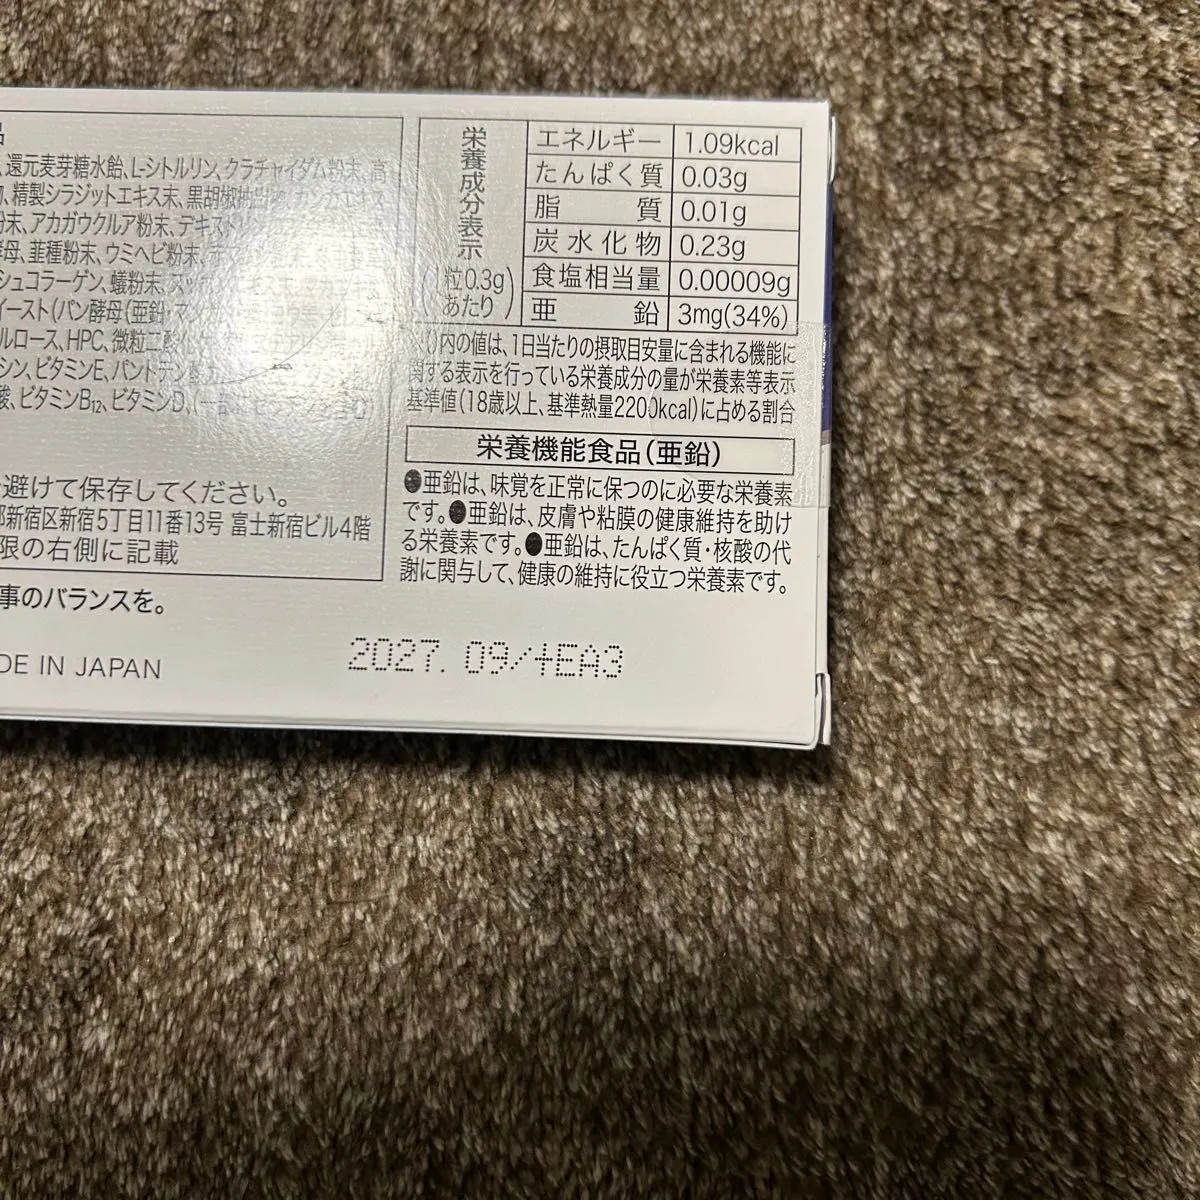 品
、還元麦芽糖水飴、L-シトルリン、クラチャイダム粉末、高
、精製シラジットエキス末、黒胡椒抽出物、
粉末、アカガウクルア粉末、デキストリン
酵母、韮種粉末、ウミヘビ粉末、
シュコラーゲン、蟻粉末、スッポン
イースト(パン酵母(亜鉛・マンガン
ルロース、HPC、微粒二酸化ケイ素
シン、ビタミンE、パントテン酸
酸、ビタミンB12、ビタミンD、
避けて保存してください。
新宿区新宿5丁目11番13号 富士新宿ビル4階
限の右側に記載
事のバランスを。
DE IN JAPAN
栄養成分表示
(1粒0.3gあたり)
エネルギー 1.09kcal
たんぱく質 0.03g
脂質 0.01g
炭水化物 0.23g
食塩相当量 0.00009g
亜鉛 3mg(34%)
※()内の値は、1日当たりの摂取目安量に含まれる機能に
関する表示を行っている栄養成分の量が栄養素等表示
基準値(18歳以上、基準熱量2200kcal)に占める割合
栄養機能食品(亜鉛)
●亜鉛は、味覚を正常に保つのに必要な栄養素
です。●亜鉛は、皮膚や粘膜の健康維持を助け
る栄養素です。●亜鉛は、たんぱく質・核酸の代
謝に関与して、健康の維持に役立つ栄養素です。
2027. 09/4EA3